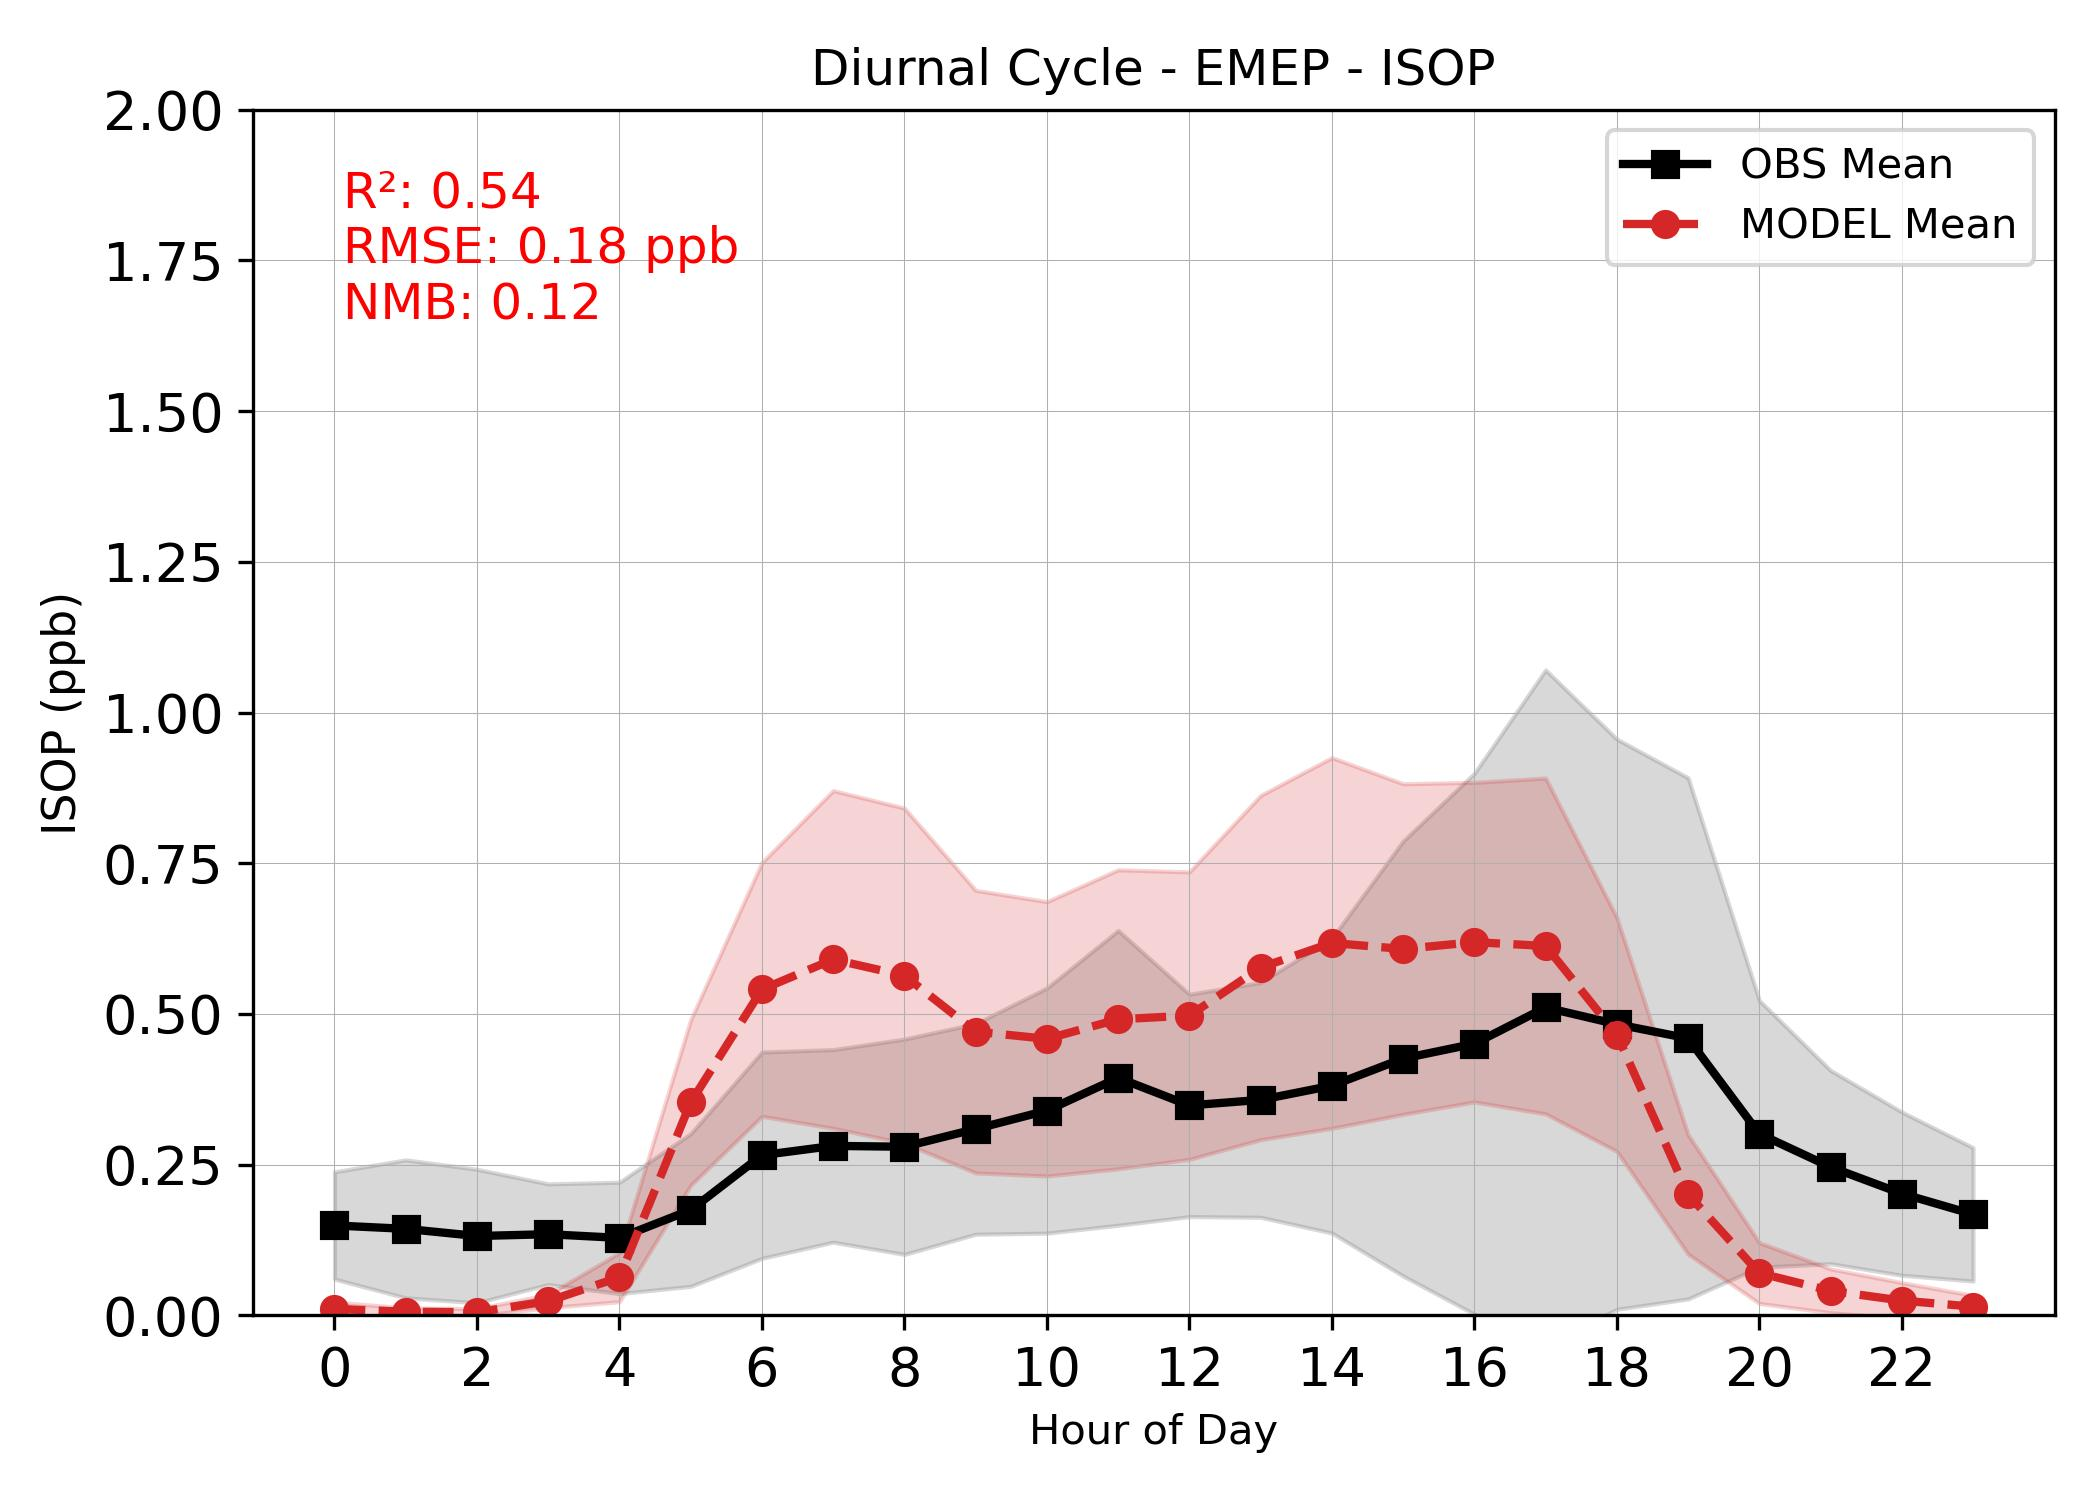 Diurnal Cycle - EMEP - ISOP
R²: 0.54
RMSE: 0.18 ppb
NMB: 0.12
OBS Mean
MODEL Mean
2.00
1.75
1.50
1.25
1.00
0.75
0.50
0.25
0.00
ISOP (ppb)
0 2 4 6 8 10 12 14 16 18 20 22
Hour of Day